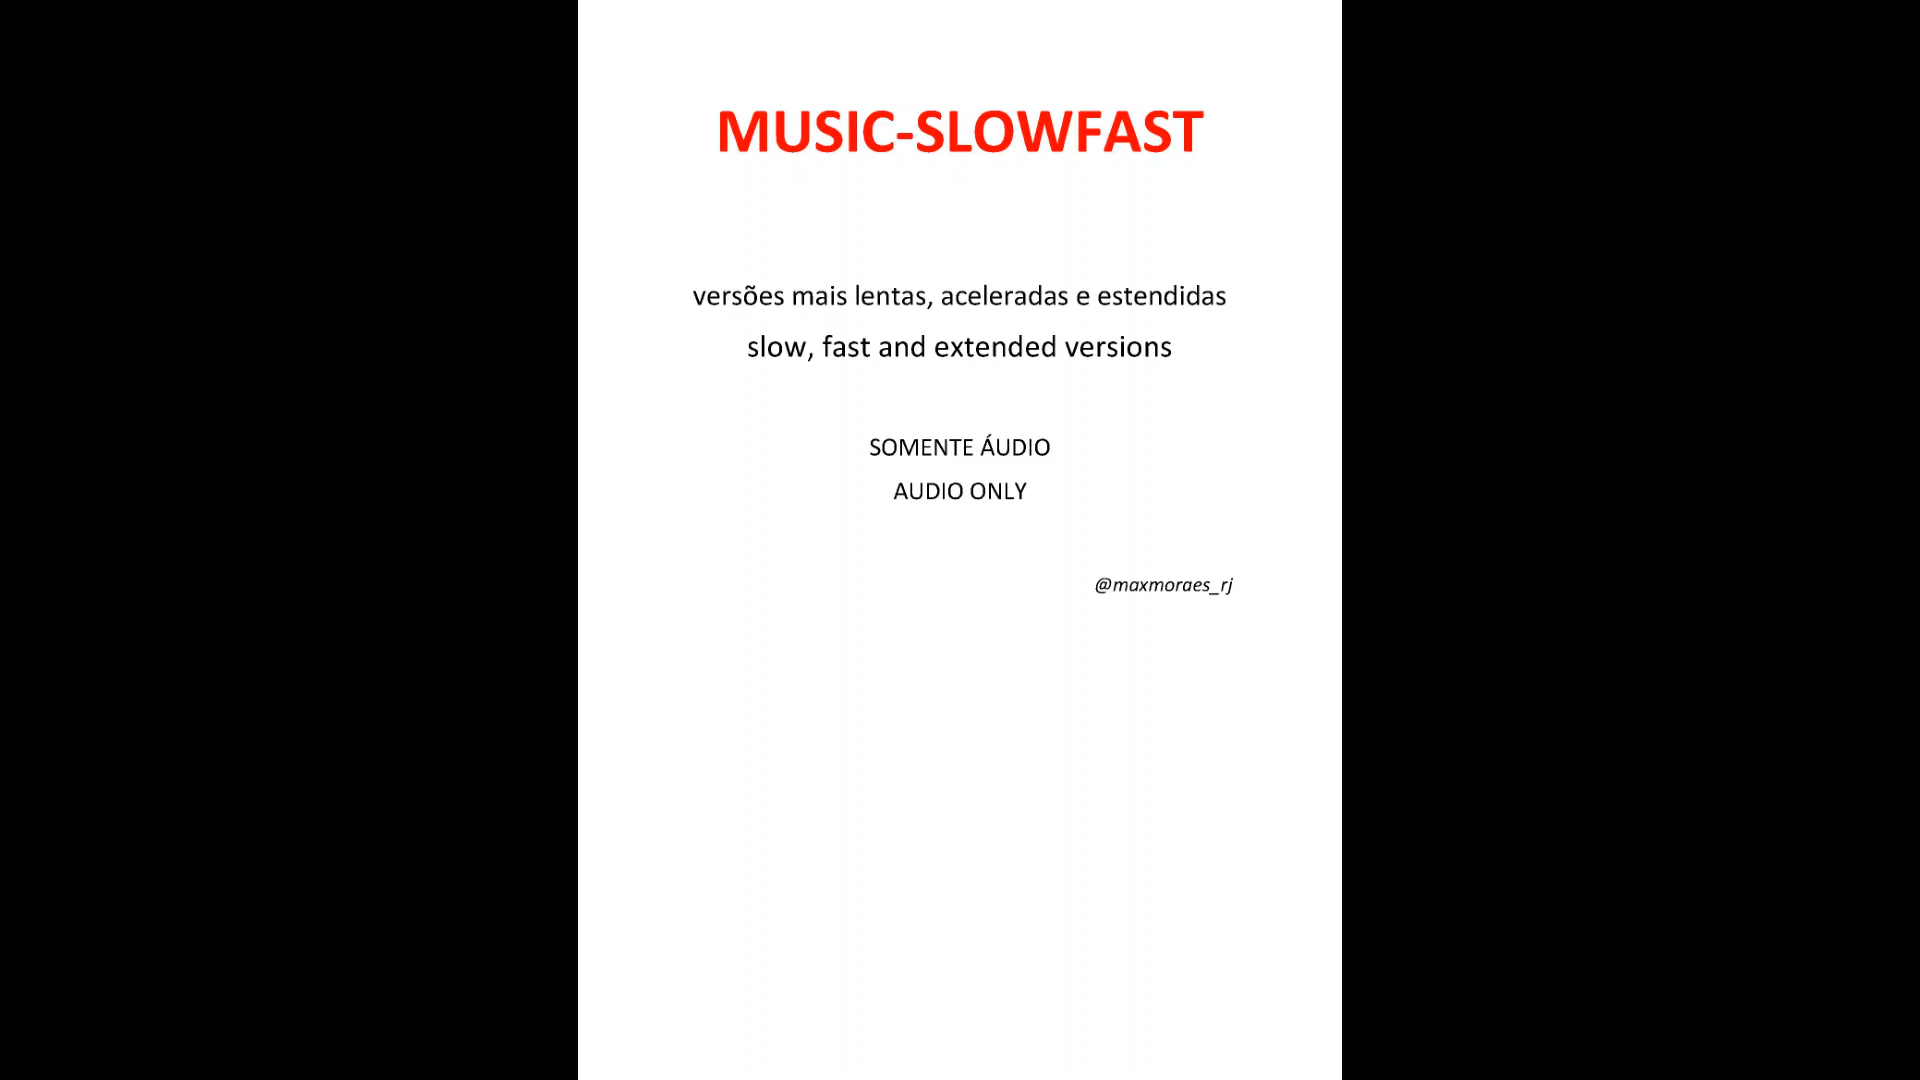 MUSIC-SLOWFAST
versões mais lentas, aceleradas e estendidas
slow, fast and extended versions
SOMENTE ÁUDIO
AUDIO ONLY
@maxmoraes_rj